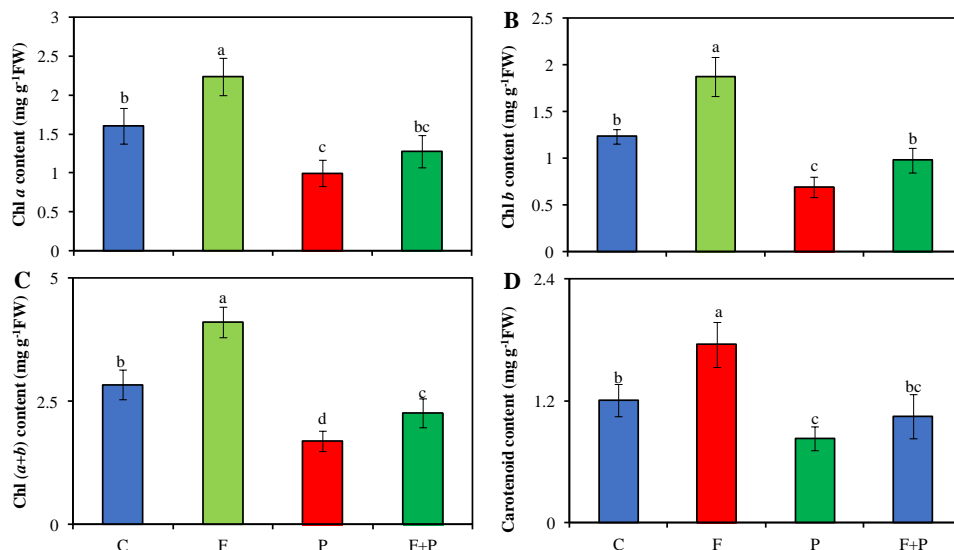 Chl a content (mg g-1FW)
3
2.5
2
1.5
1
0.5
0
b
a
c
bc
B
Chl b content (mg g-1FW)
2.5
2
1.5
1
0.5
0
b
a
c
b
C
Chl (a+b) content (mg g-1FW)
5
2.5
0
b
a
d
c
C F P F+P
D
Carotenoid content (mg g-1FW)
2.4
1.2
0
b
a
c
bc
C F P F+P